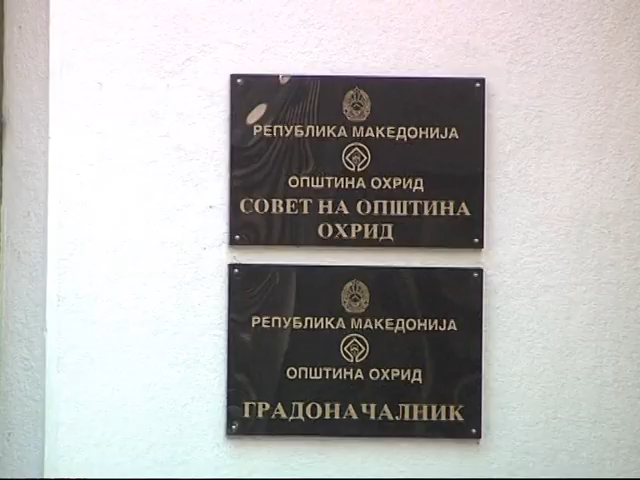 РЕПУБЛИКА МАКЕДОНИЈА
ОПШТИНА ОХРИД
СОВЕТ НА ОПШТИНА
ОХРИД
РЕПУБЛИКА МАКЕДОНИЈА
ОПШТИНА ОХРИД
ГРАДОНАЧАЛНИК